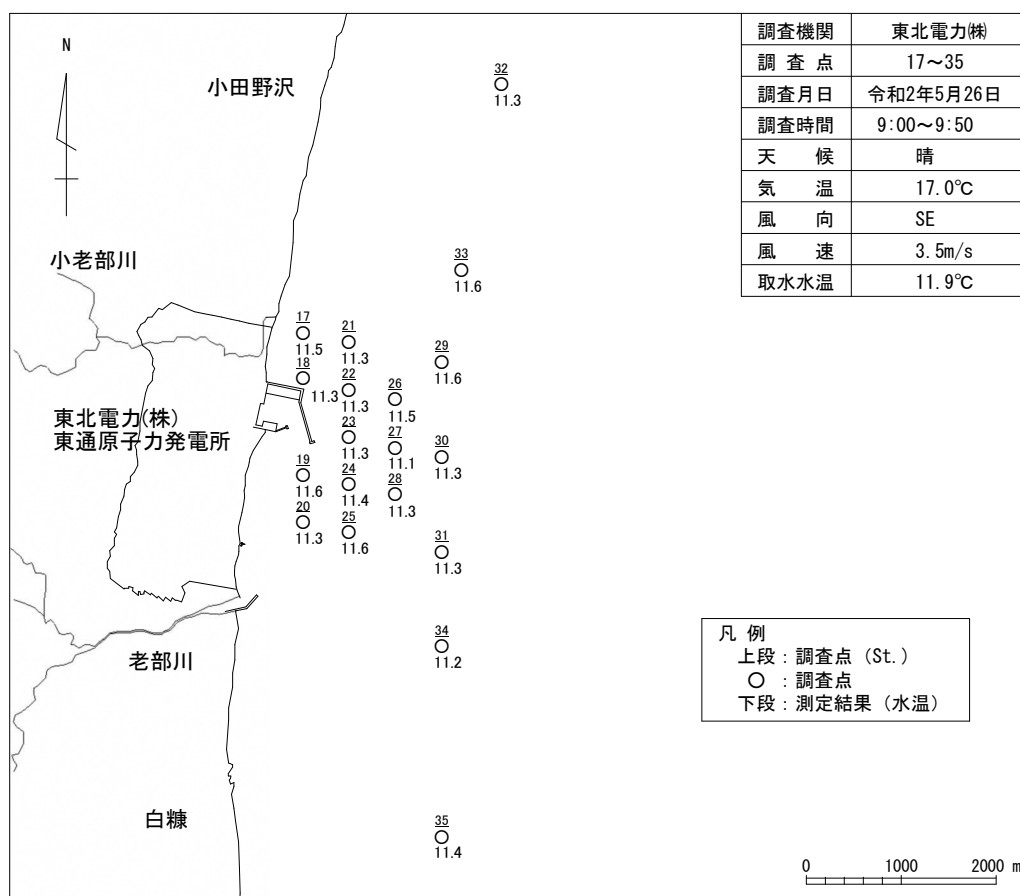 調査機関 東北電力㈱
調査点 17～35
調査月日 令和2年5月26日
調査時間 9:00～9:50
天候 晴
気温 17.0℃
風向 SE
風速 3.5m/s
取水水温 11.9℃
N
小田野沢
32
11.3
小老部川
33
11.6
17
11.5
21
11.3
29
11.6
18
11.3
22
11.3
26
11.5
東北電力(株)
東通原子力発電所
23
11.3
27
11.1
30
11.3
19
11.6
24
11.4
28
11.3
20
11.3
25
11.6
31
11.3
老部川
34
11.2
凡 例
上段：調査点（St.）
○ ：調査点
下段：測定結果（水温）
白糠
35
11.4
0 1000 2000 m